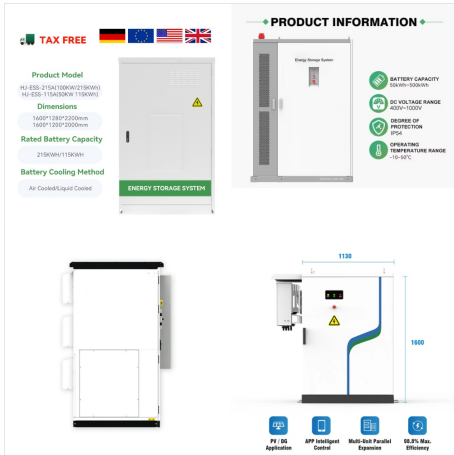 TAX FREE
Product Model
HJ-ESS-215A(100KW/215KWh)
HJ-ESS-115A(50KW 115KWh)
Dimensions
1600*1280*2200mm
1600*1200*2000mm
Rated Battery Capacity
215KWH/115KWH
Battery Cooling Method
Air Cooled/Liquid Cooled
ENERGY STORAGE SYSTEM
PRODUCT INFORMATION
Energy Storage System
BATTERY CAPACITY
50kWh~500kWh
DC VOLTAGE RANGE
400V~1000V
DEGREE OF
PROTECTION
IP54
OPERATING
TEMPERATURE RANGE
-10~50°C
1130
1600
PV / DG
Application
APP Intelligent
Control
Multi-Unit Parallel
Expansion
90.8% Max.
Efficiency